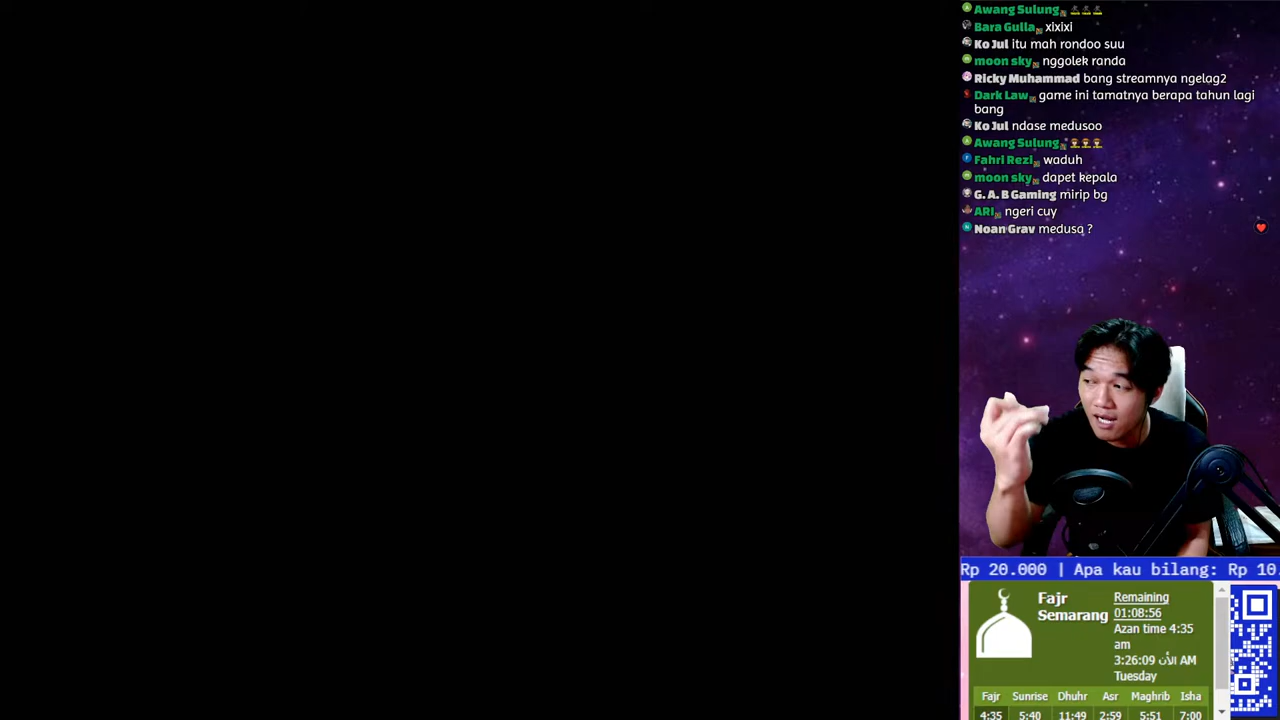 Awang Sulung
Bara Gulla xixixi
Ko Jul itu mah rondoo suu
moon sky nggolek randa
Ricky Muhammad bang streamnya ngelag2
Dark Law game ini tamatnya berapa tahun lagi
bang
Ko Jul ndase medusoo
Awang Sulung
Fahri Rezi waduh
moon sky dapet kepala
G. A. B Gaming mirip bg
ARI ngeri cuy
Noan Grav medusa ?
Rp 20.000 | Apa kau bilang: Rp 10.
Fajr
Semarang
Remaining
01:08:56
Azan time 4:35
am
3:26:09 الآن AM
Tuesday
Fajr Sunrise Dhuhr Asr Maghrib Isha
4:35 5:40 11:49 2:59 5:51 7:00